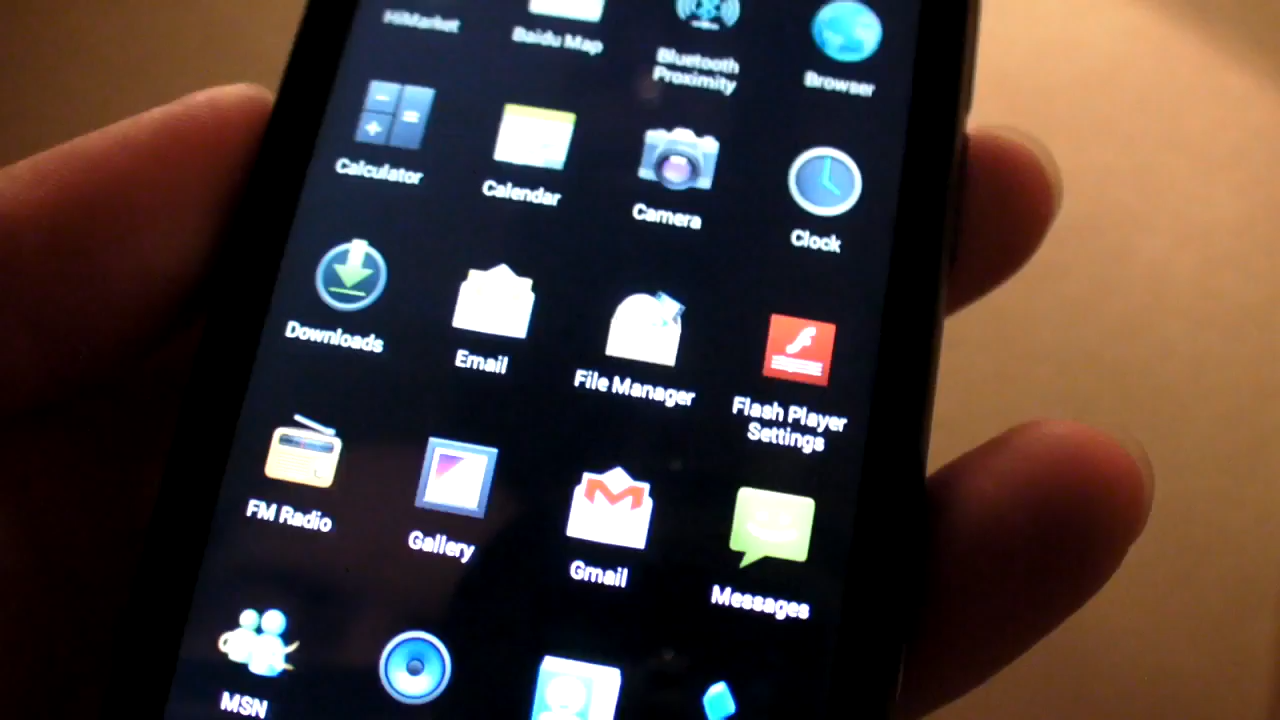 HiMarket
Baidu Map
Bluetooth
Proximity
Browser
Calculator
Calendar
Camera
Clock
Downloads
Email
File Manager
Flash Player
Settings
FM Radio
Gallery
Gmail
Messages
MSN